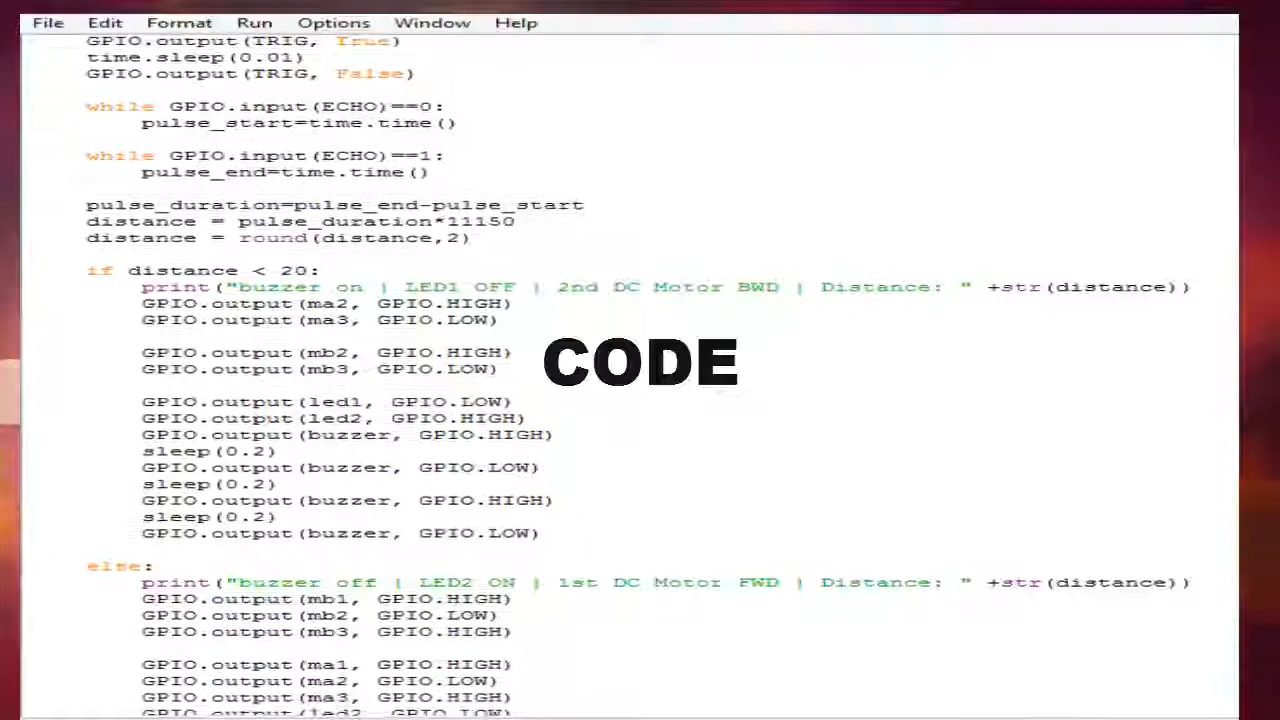 File Edit Format Run Options Window Help
GPIO.output(TRIG, True)
time.sleep(0.01)
GPIO.output(TRIG, False)
while GPIO.input(ECHO)==0:
pulse_start=time.time()
while GPIO.input(ECHO)==1:
pulse_end=time.time()
pulse_duration=pulse_end-pulse_start
distance = pulse_duration*11150
distance = round(distance,2)
if distance < 20:
print("buzzer on | LED1 OFF | 2nd DC Motor BWD | Distance: " +str(distance))
GPIO.output(ma2, GPIO.HIGH)
GPIO.output(ma3, GPIO.LOW)
GPIO.output(mb2, GPIO.HIGH)
GPIO.output(mb3, GPIO.LOW)
CODE
GPIO.output(led1, GPIO.LOW)
GPIO.output(led2, GPIO.HIGH)
GPIO.output(buzzer, GPIO.HIGH)
sleep(0.2)
GPIO.output(buzzer, GPIO.LOW)
sleep(0.2)
GPIO.output(buzzer, GPIO.HIGH)
sleep(0.2)
GPIO.output(buzzer, GPIO.LOW)
else:
print("buzzer off | LED2 ON | 1st DC Motor FWD | Distance: " +str(distance))
GPIO.output(mb1, GPIO.HIGH)
GPIO.output(mb2, GPIO.LOW)
GPIO.output(mb3, GPIO.HIGH)
GPIO.output(ma1, GPIO.HIGH)
GPIO.output(ma2, GPIO.LOW)
GPIO.output(ma3, GPIO.HIGH)
GPIO.output(led2, GPIO.LOW)